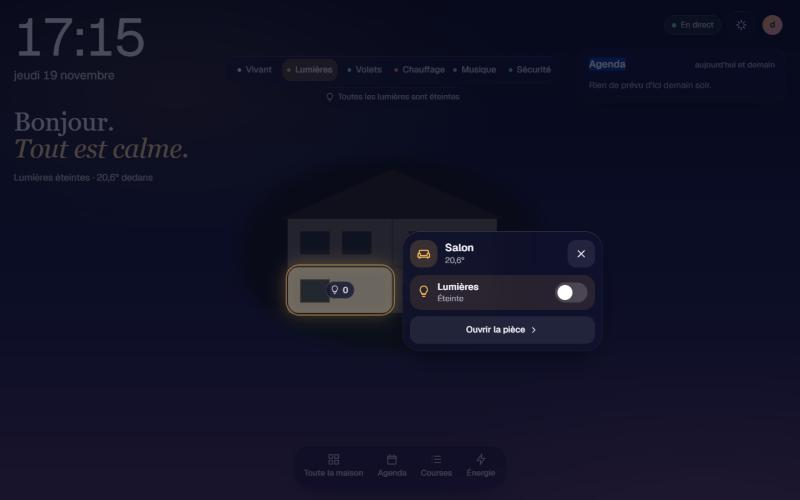 17:15
jeudi 19 novembre
Bonjour.
Tout est calme.
Lumières éteintes · 20,6° dedans
Vivant Lumières Volets Chauffage Musique Sécurité
Toutes les lumières sont éteintes
En direct
d
Agenda aujourd'hui et demain
Rien de prévu d'ici demain soir.
0
Salon
20,6°
Lumières
Éteinte
Ouvrir la pièce
Toute la maison Agenda Courses Énergie